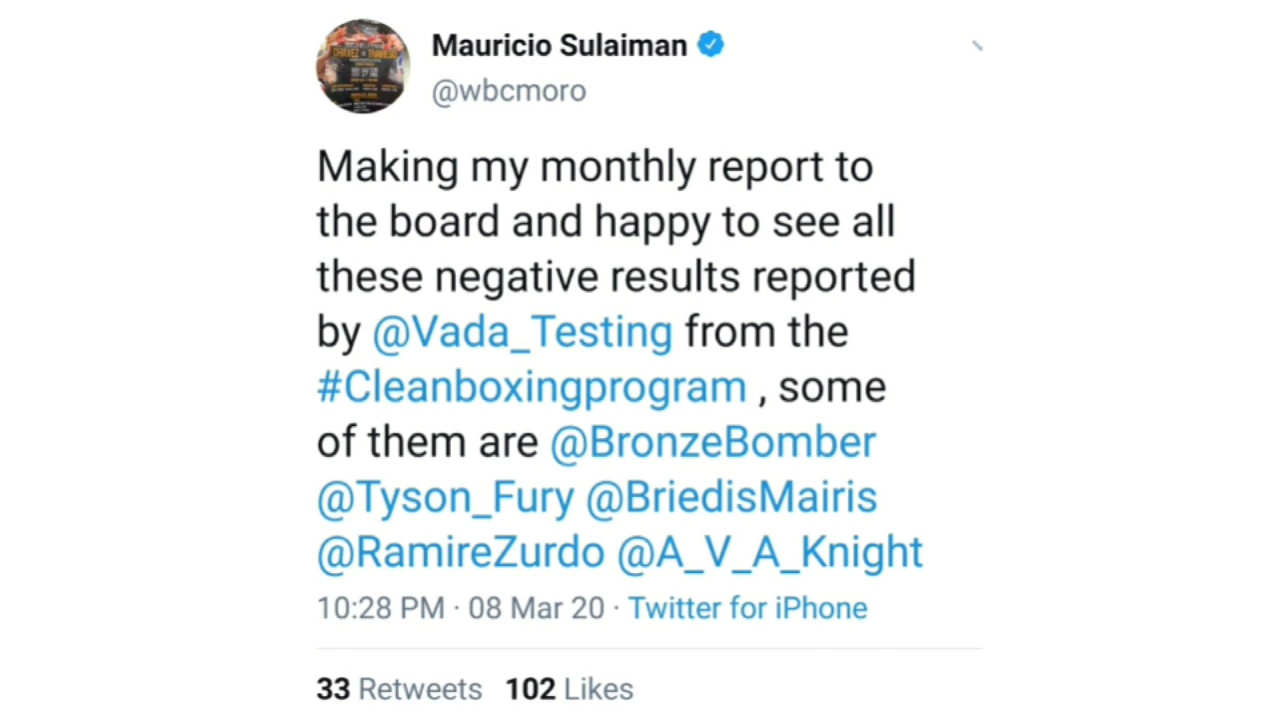 Mauricio Sulaiman
@wbcmoro
Making my monthly report to
the board and happy to see all
these negative results reported
by @Vada_Testing from the
#Cleanboxingprogram , some
of them are @BronzeBomber
@Tyson_Fury @BriedisMairis
@RamireZurdo @A_V_A_Knight
10:28 PM · 08 Mar 20 · Twitter for iPhone
33 Retweets 102 Likes